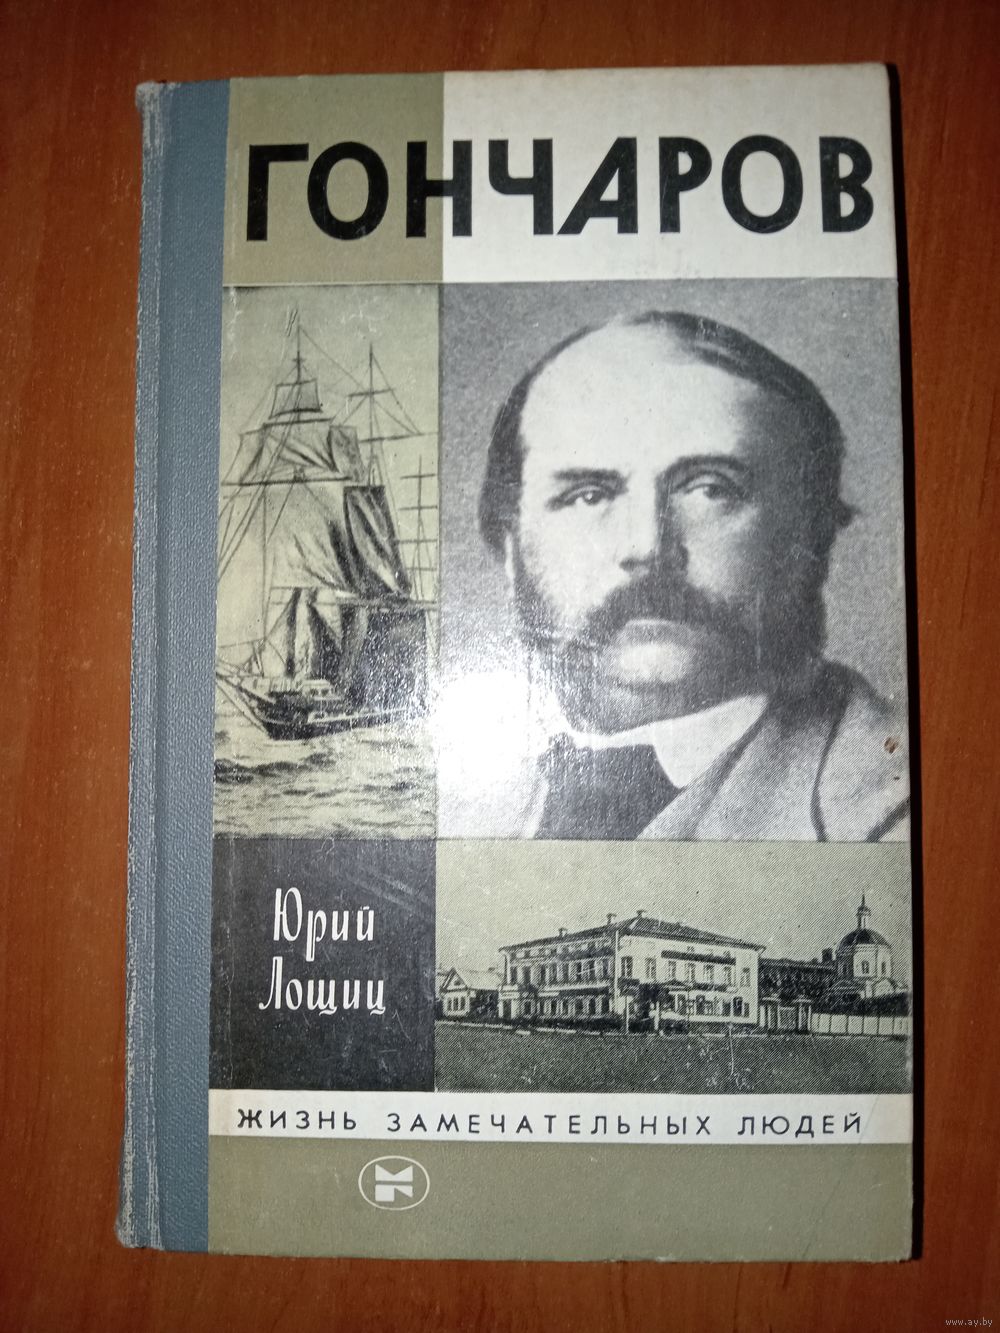 ГОНЧАРОВ
Юрий
Лощиц
ЖИЗНЬ ЗАМЕЧАТЕЛЬНЫХ ЛЮДЕЙ
www.ay.by